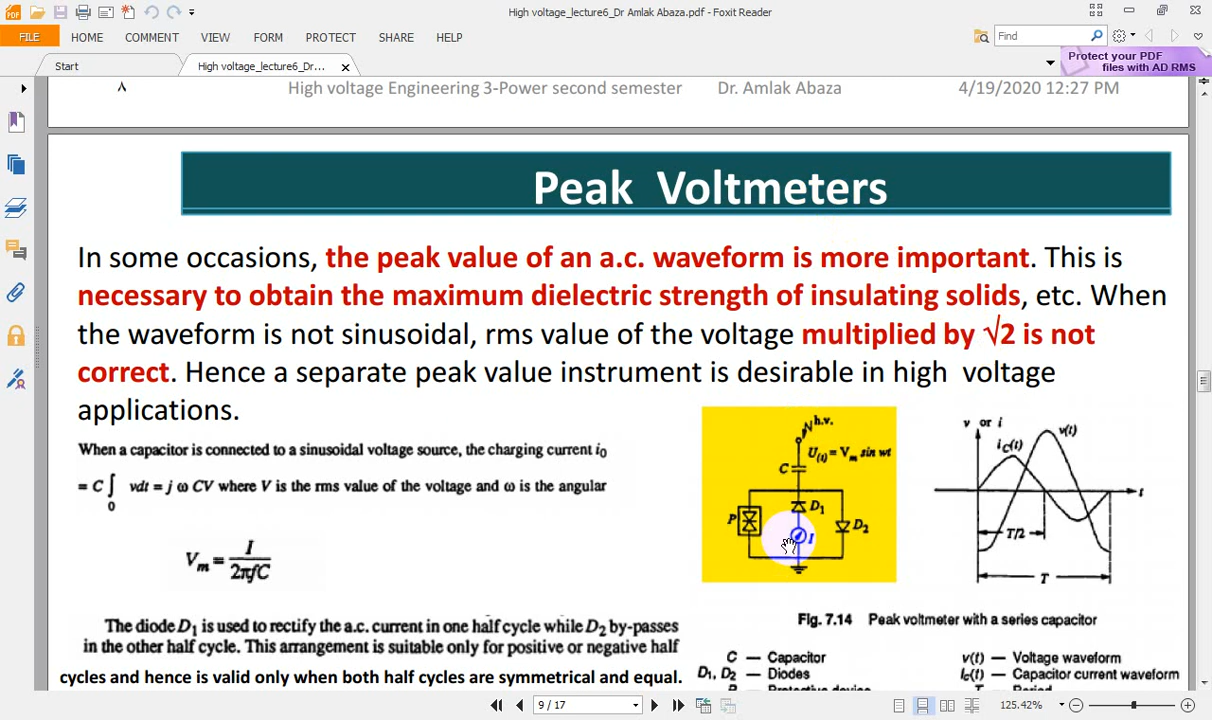 High voltage_lecture6_Dr Amlak Abaza.pdf - Foxit Reader
FILE HOME COMMENT VIEW FORM PROTECT SHARE HELP
Find
Start
High voltage_lecture6_Dr...
Protect your PDF
files with AD RMS
٨ High voltage Engineering 3-Power second semester Dr. Amlak Abaza 4/19/2020 12:27 PM
Peak Voltmeters
In some occasions, the peak value of an a.c. waveform is more important. This is
necessary to obtain the maximum dielectric strength of insulating solids, etc. When
the waveform is not sinusoidal, rms value of the voltage multiplied by √2 is not
correct. Hence a separate peak value instrument is desirable in high voltage
applications.
When a capacitor is connected to a sinusoidal voltage source, the charging current i₀
= C ∫₀ vdt = j ω CV where V is the rms value of the voltage and ω is the angular
Vm = I / 2πfC
The diode D₁ is used to rectify the a.c. current in one half cycle while D₂ by-passes
in the other half cycle. This arrangement is suitable only for positive or negative half
cycles and hence is valid only when both half cycles are symmetrical and equal.
h.v.
U(t) = Vm sin wt
C
P
D₁
D₂
I
v or i
v(t)
iC(t)
t
T/2
T
Fig. 7.14 Peak voltmeter with a series capacitor
C — Capacitor
D₁, D₂ — Diodes
v(t) — Voltage waveform
Ic(t) — Capacitor current waveform
9 / 17
125.42%